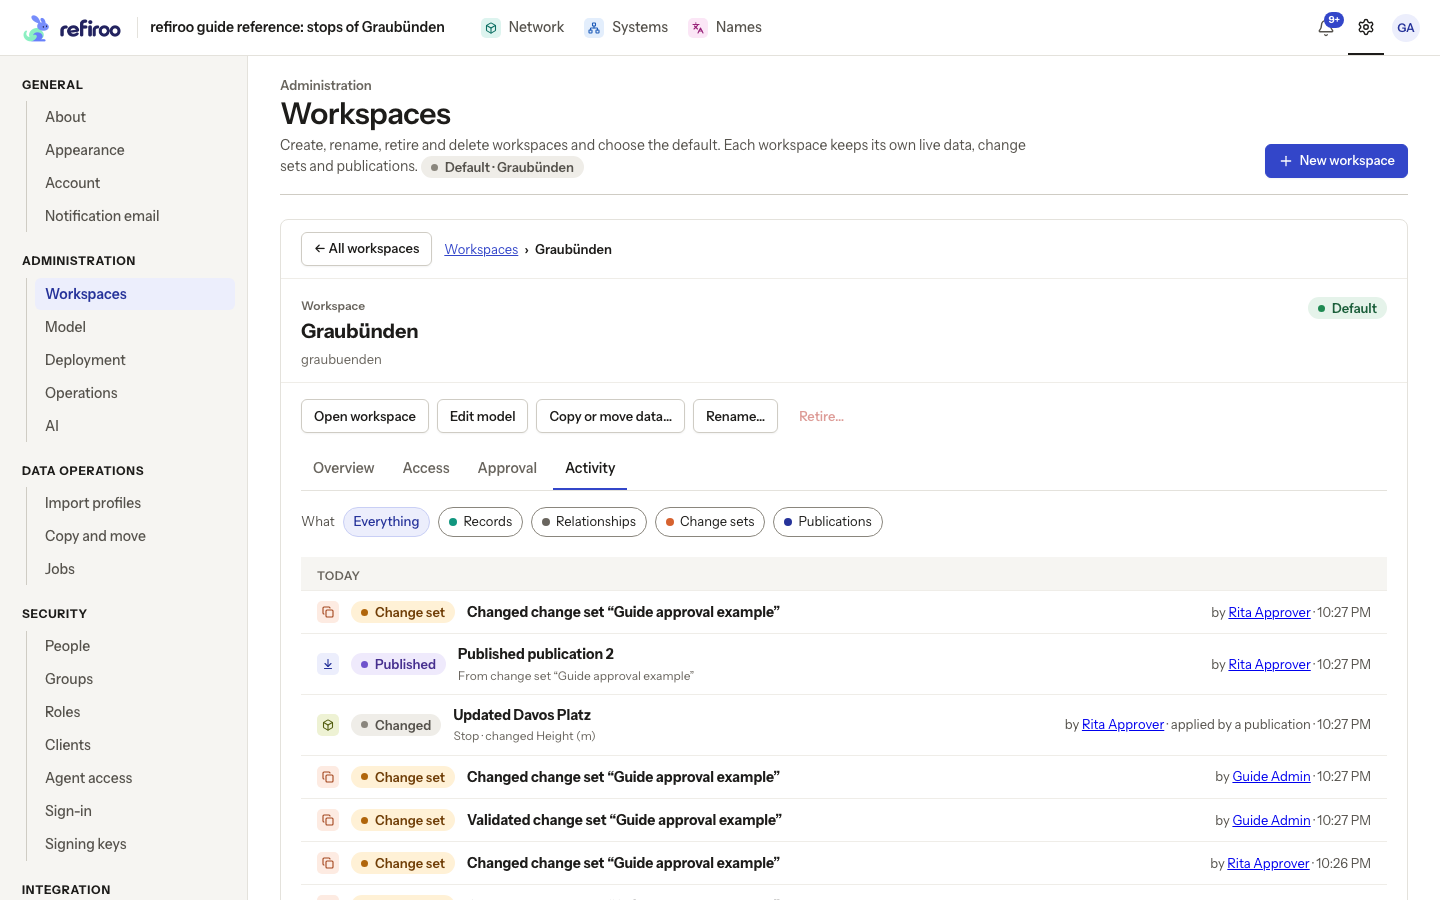 refiroo
refiroo guide reference: stops of Graubünden
Network
Systems
Names
9+
GA
GENERAL
About
Appearance
Account
Notification email
ADMINISTRATION
Workspaces
Model
Deployment
Operations
AI
DATA OPERATIONS
Import profiles
Copy and move
Jobs
SECURITY
People
Groups
Roles
Clients
Agent access
Sign-in
Signing keys
INTEGRATION
Administration
Workspaces
Create, rename, retire and delete workspaces and choose the default. Each workspace keeps its own live data, change
sets and publications. Default · Graubünden
+ New workspace
← All workspaces
Workspaces › Graubünden
Workspace
Graubünden
graubuenden
Default
Open workspace
Edit model
Copy or move data...
Rename...
Retire...
Overview
Access
Approval
Activity
What
Everything
Records
Relationships
Change sets
Publications
TODAY
Change set Changed change set “Guide approval example” by Rita Approver · 10:27 PM
Published Published publication 2 by Rita Approver · 10:27 PM
From change set “Guide approval example”
Changed Updated Davos Platz by Rita Approver · applied by a publication · 10:27 PM
Stop · changed Height (m)
Change set Changed change set “Guide approval example” by Guide Admin · 10:27 PM
Change set Validated change set “Guide approval example” by Guide Admin · 10:27 PM
Change set Changed change set “Guide approval example” by Rita Approver · 10:26 PM